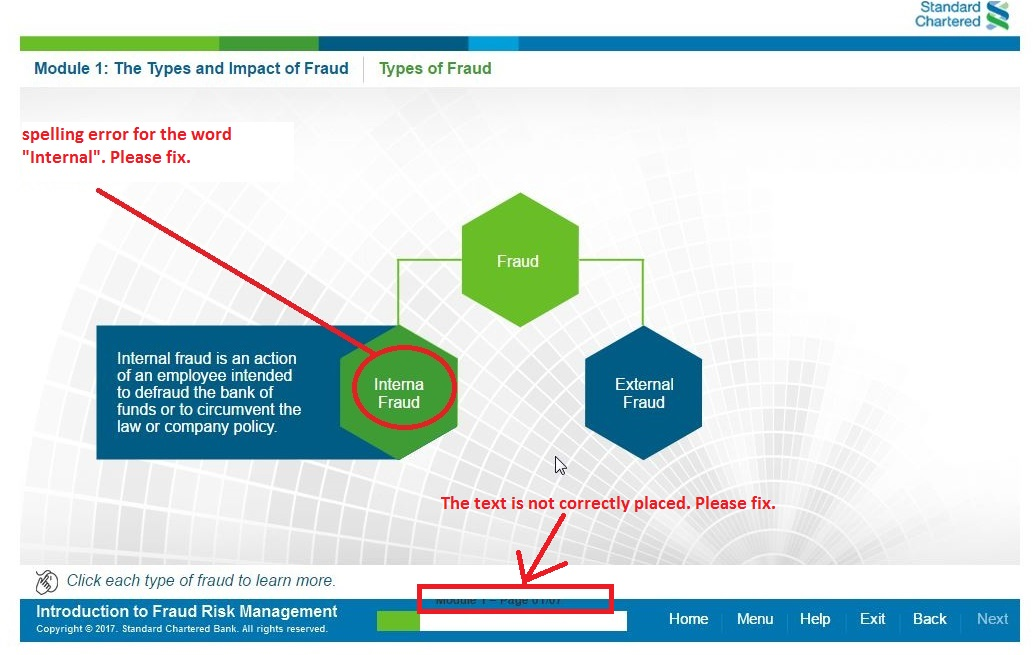 Standard
Chartered
Module 1: The Types and Impact of Fraud
Types of Fraud
spelling error for the word
"Internal". Please fix.
Fraud
Internal fraud is an action
of an employee intended
to defraud the bank of
funds or to circumvent the
law or company policy.
Interna
Fraud
External
Fraud
The text is not correctly placed. Please fix.
Click each type of fraud to learn more.
Module 1 – Page
Introduction to Fraud Risk Management
Copyright © 2017. Standard Chartered Bank. All rights reserved.
Home
Menu
Help
Exit
Back
Next